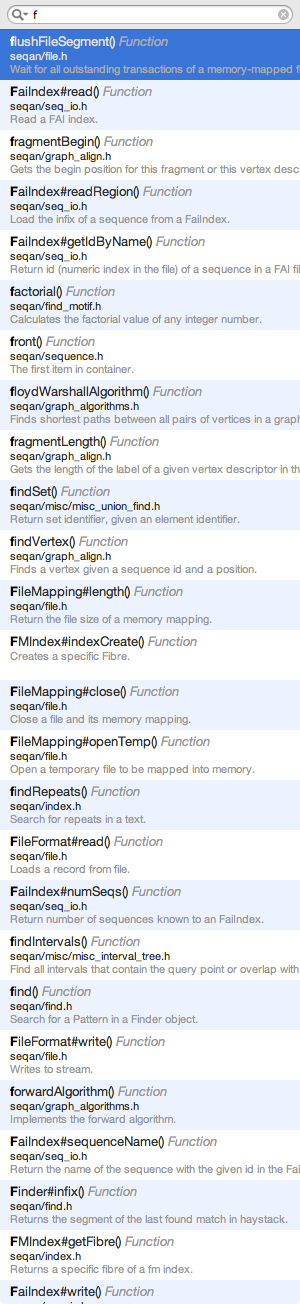 f
flushFileSegment() Function
seqan/file.h
Wait for all outstanding transactions of a memory-mapped f
FaiIndex#read() Function
seqan/seq_io.h
Read a FAI index.
fragmentBegin() Function
seqan/graph_align.h
Gets the begin position for this fragment or this vertex desc
FaiIndex#readRegion() Function
seqan/seq_io.h
Load the infix of a sequence from a FaiIndex.
FaiIndex#getIdByName() Function
seqan/seq_io.h
Return id (numeric index in the file) of a sequence in a FAI fil
factorial() Function
seqan/find_motif.h
Calculates the factorial value of any integer number.
front() Function
seqan/sequence.h
The first item in container.
floydWarshallAlgorithm() Function
seqan/graph_algorithms.h
Finds shortest paths between all pairs of vertices in a graph
fragmentLength() Function
seqan/graph_align.h
Gets the length of the label of a given vertex descriptor in th
findSet() Function
seqan/misc/misc_union_find.h
Return set identifier, given an element identifier.
findVertex() Function
seqan/graph_align.h
Finds a vertex given a sequence id and a position.
FileMapping#length() Function
seqan/file.h
Return the file size of a memory mapping.
FMIndex#indexCreate() Function
Creates a specific Fibre.
FileMapping#close() Function
seqan/file.h
Close a file and its memory mapping.
FileMapping#openTemp() Function
seqan/file.h
Open a temporary file to be mapped into memory.
findRepeats() Function
seqan/index.h
Search for repeats in a text.
FileFormat#read() Function
seqan/file.h
Loads a record from file.
FaiIndex#numSeqs() Function
seqan/seq_io.h
Return number of sequences known to an FaiIndex.
findIntervals() Function
seqan/misc/misc_interval_tree.h
Find all intervals that contain the query point or overlap with
find() Function
seqan/find.h
Search for a Pattern in a Finder object.
FileFormat#write() Function
seqan/file.h
Writes to stream.
forwardAlgorithm() Function
seqan/graph_algorithms.h
Implements the forward algorithm.
FaiIndex#sequenceName() Function
seqan/seq_io.h
Return the name of the sequence with the given id in the Fai
Finder#infix() Function
seqan/find.h
Returns the segment of the last found match in haystack.
FMIndex#getFibre() Function
seqan/index.h
Returns a specific fibre of a fm index.
FaiIndex#write() Function